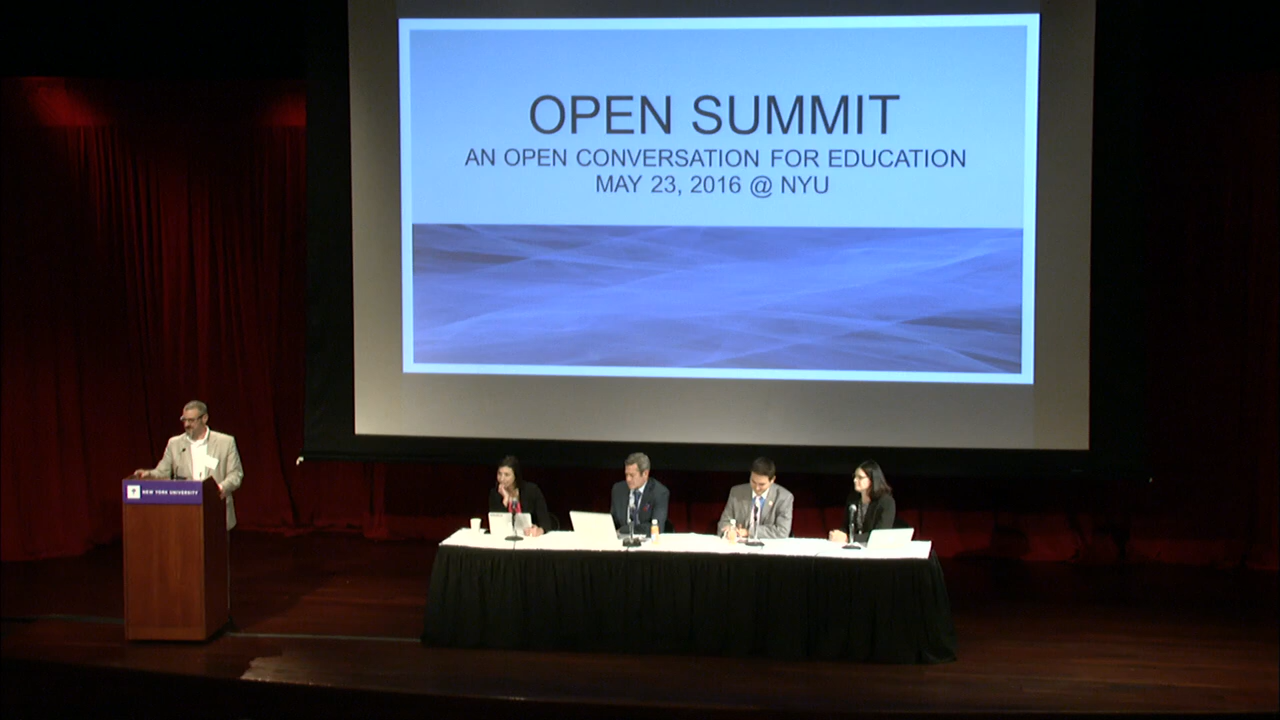 OPEN SUMMIT
AN OPEN CONVERSATION FOR EDUCATION
MAY 23, 2016 @ NYU
NEW YORK UNIVERSITY